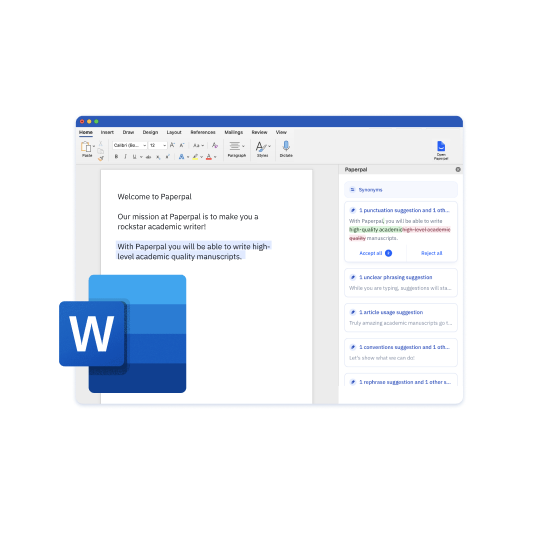 Home Insert Draw Design Layout References Mailings Review View
Calibri (Bo... 12 A A Aa A
Paste B I U ab x x A A Paragraph Styles Dictate Open Paperpal
Paperpal
Synonyms
Welcome to Paperpal
Our mission at Paperpal is to make you a
rockstar academic writer!
With Paperpal you will be able to write high-
level academic quality manuscripts.
1 punctuation suggestion and 1 oth...
With Paperpal, you will be able to write
high-quality academichigh-level academic
quality manuscripts.
Accept all Reject all
1 unclear phrasing suggestion
While you are typing, suggestions will sta...
1 article usage suggestion
Truly amazing academic manuscripts go t...
1 conventions suggestion and 1 oth...
Let's show what we can do!
1 rephrase suggestion and 1 other s...
W